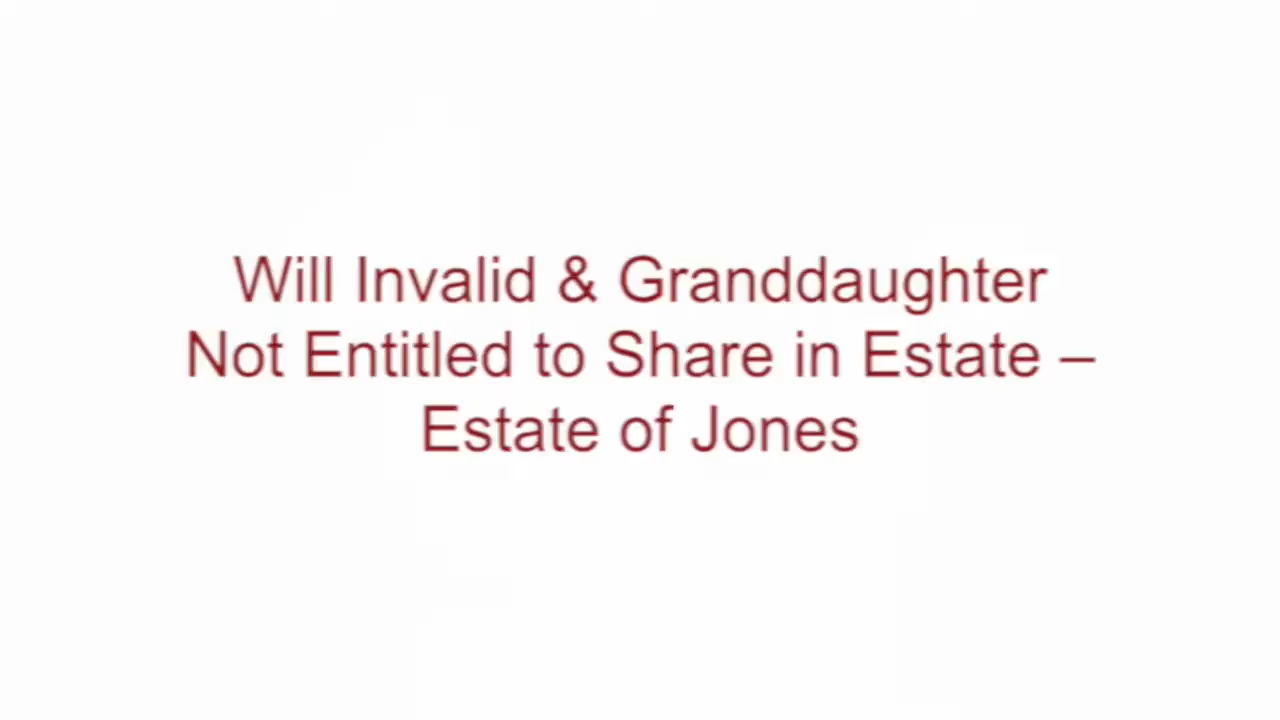 Will Invalid & Granddaughter
Not Entitled to Share in Estate –
Estate of Jones